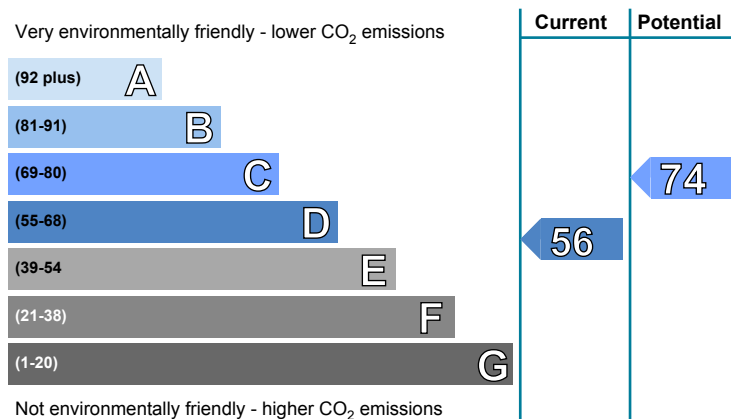 Current Potential
Very environmentally friendly - lower CO2 emissions
(92 plus) A
(81-91) B
(69-80) C
74
(55-68) D
56
(39-54 E
(21-38) F
(1-20) G
Not environmentally friendly - higher CO2 emissions